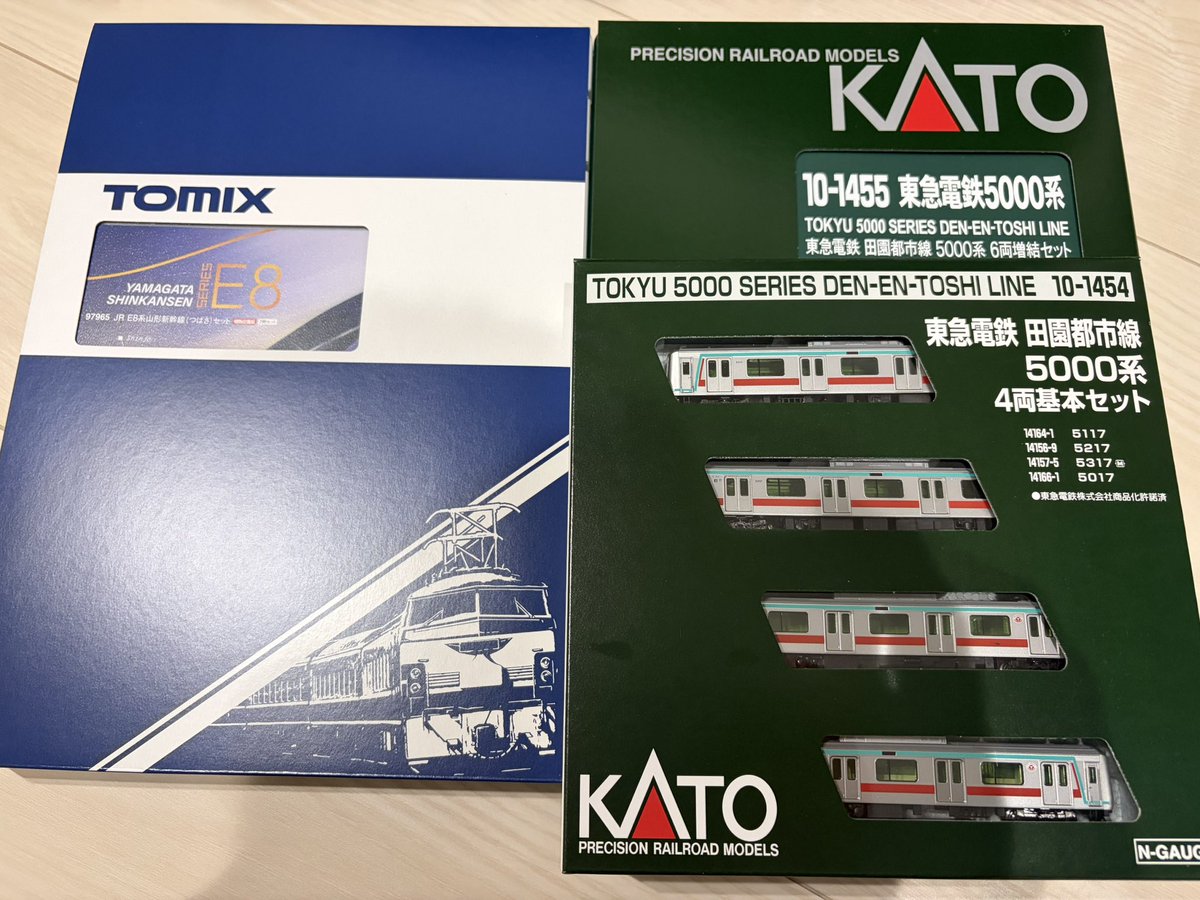 TOMIX
YAMAGATA
SHINKANSEN
SERIES
E8
97965 JR E8系山形新幹線(つばさ)セット
PRECISION RAILROAD MODELS
KATO
10-1455 東急電鉄5000系
TOKYU 5000 SERIES DEN-EN-TOSHI LINE
東急電鉄 田園都市線 5000系 6両増結セット
TOKYU 5000 SERIES DEN-EN-TOSHI LINE 10-1454
東急電鉄 田園都市線
5000系
4両基本セット
14164-1 5117
14156-9 5217
14157-5 5317 M
14166-1 5017
●東急電鉄株式会社商品化許諾済
KATO
PRECISION RAILROAD MODELS
N-GAUG